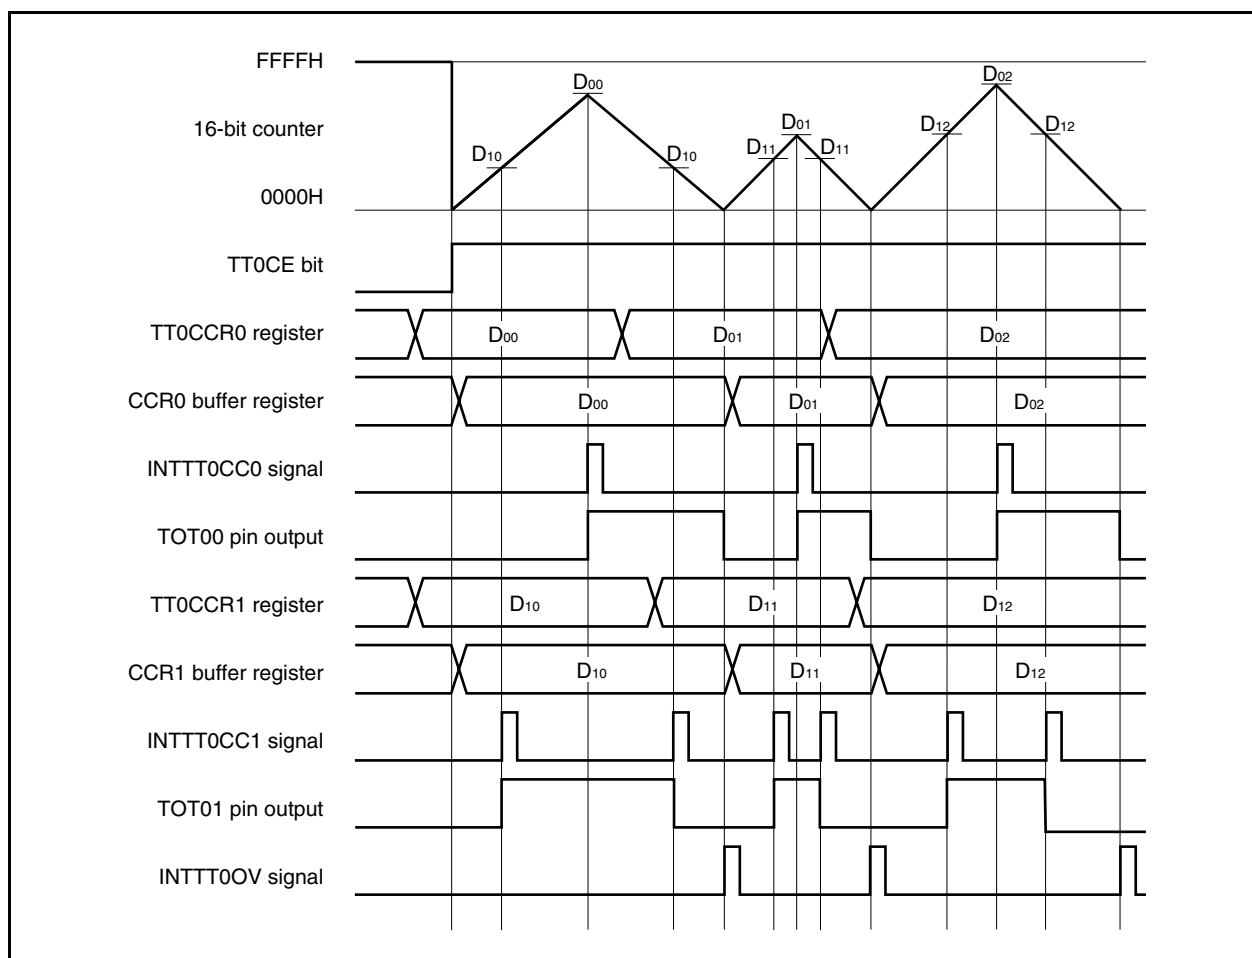 FFFFH
D00
D02
16-bit counter
D01
D12
D12
D10
D10
D11
D11
0000H
TT0CE bit
TT0CCR0 register
D00
D01
D02
CCR0 buffer register
D00
D01
D02
INTTT0CC0 signal
TOT00 pin output
TT0CCR1 register
D10
D11
D12
CCR1 buffer register
D10
D11
D12
INTTT0CC1 signal
TOT01 pin output
INTTT0OV signal